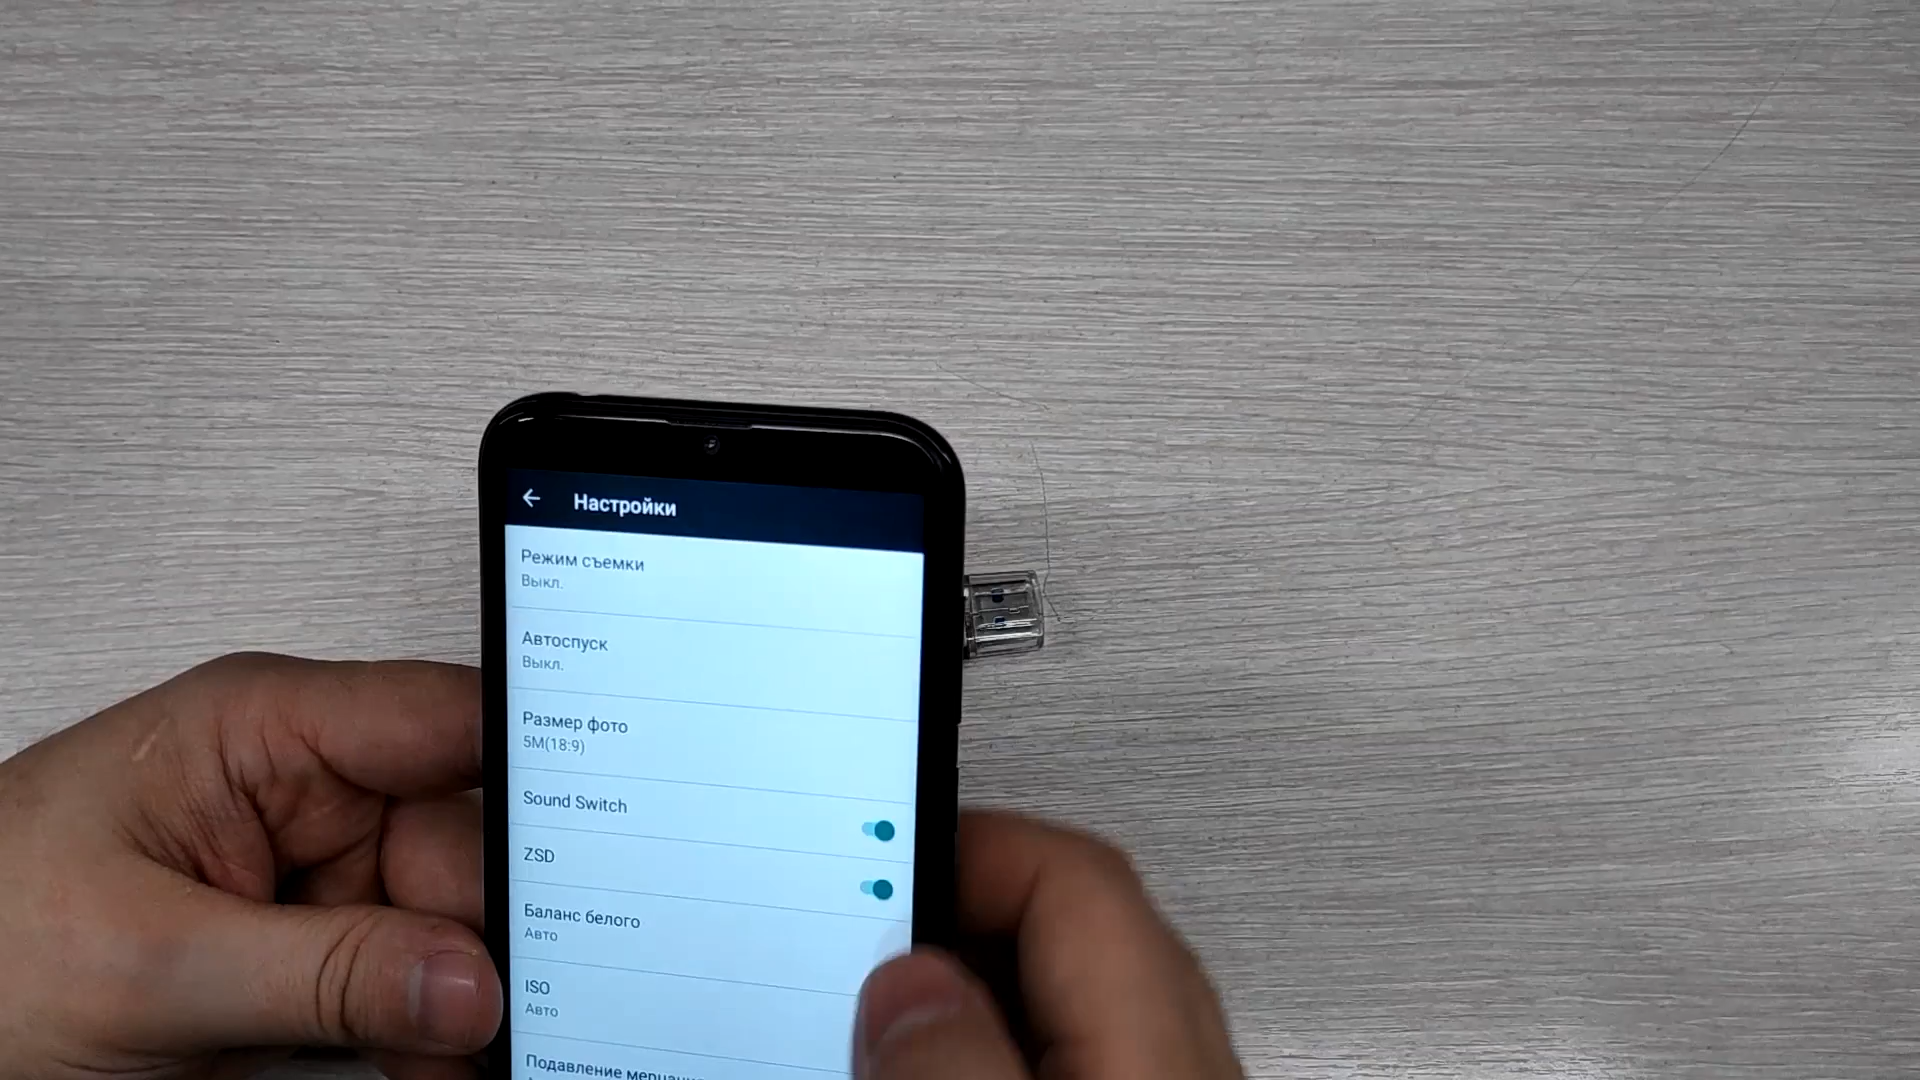 Настройки
Режим съемки
Выкл.
Автоспуск
Выкл.
Размер фото
5M(18:9)
Sound Switch
ZSD
Баланс белого
Авто
ISO
Авто
Подавление